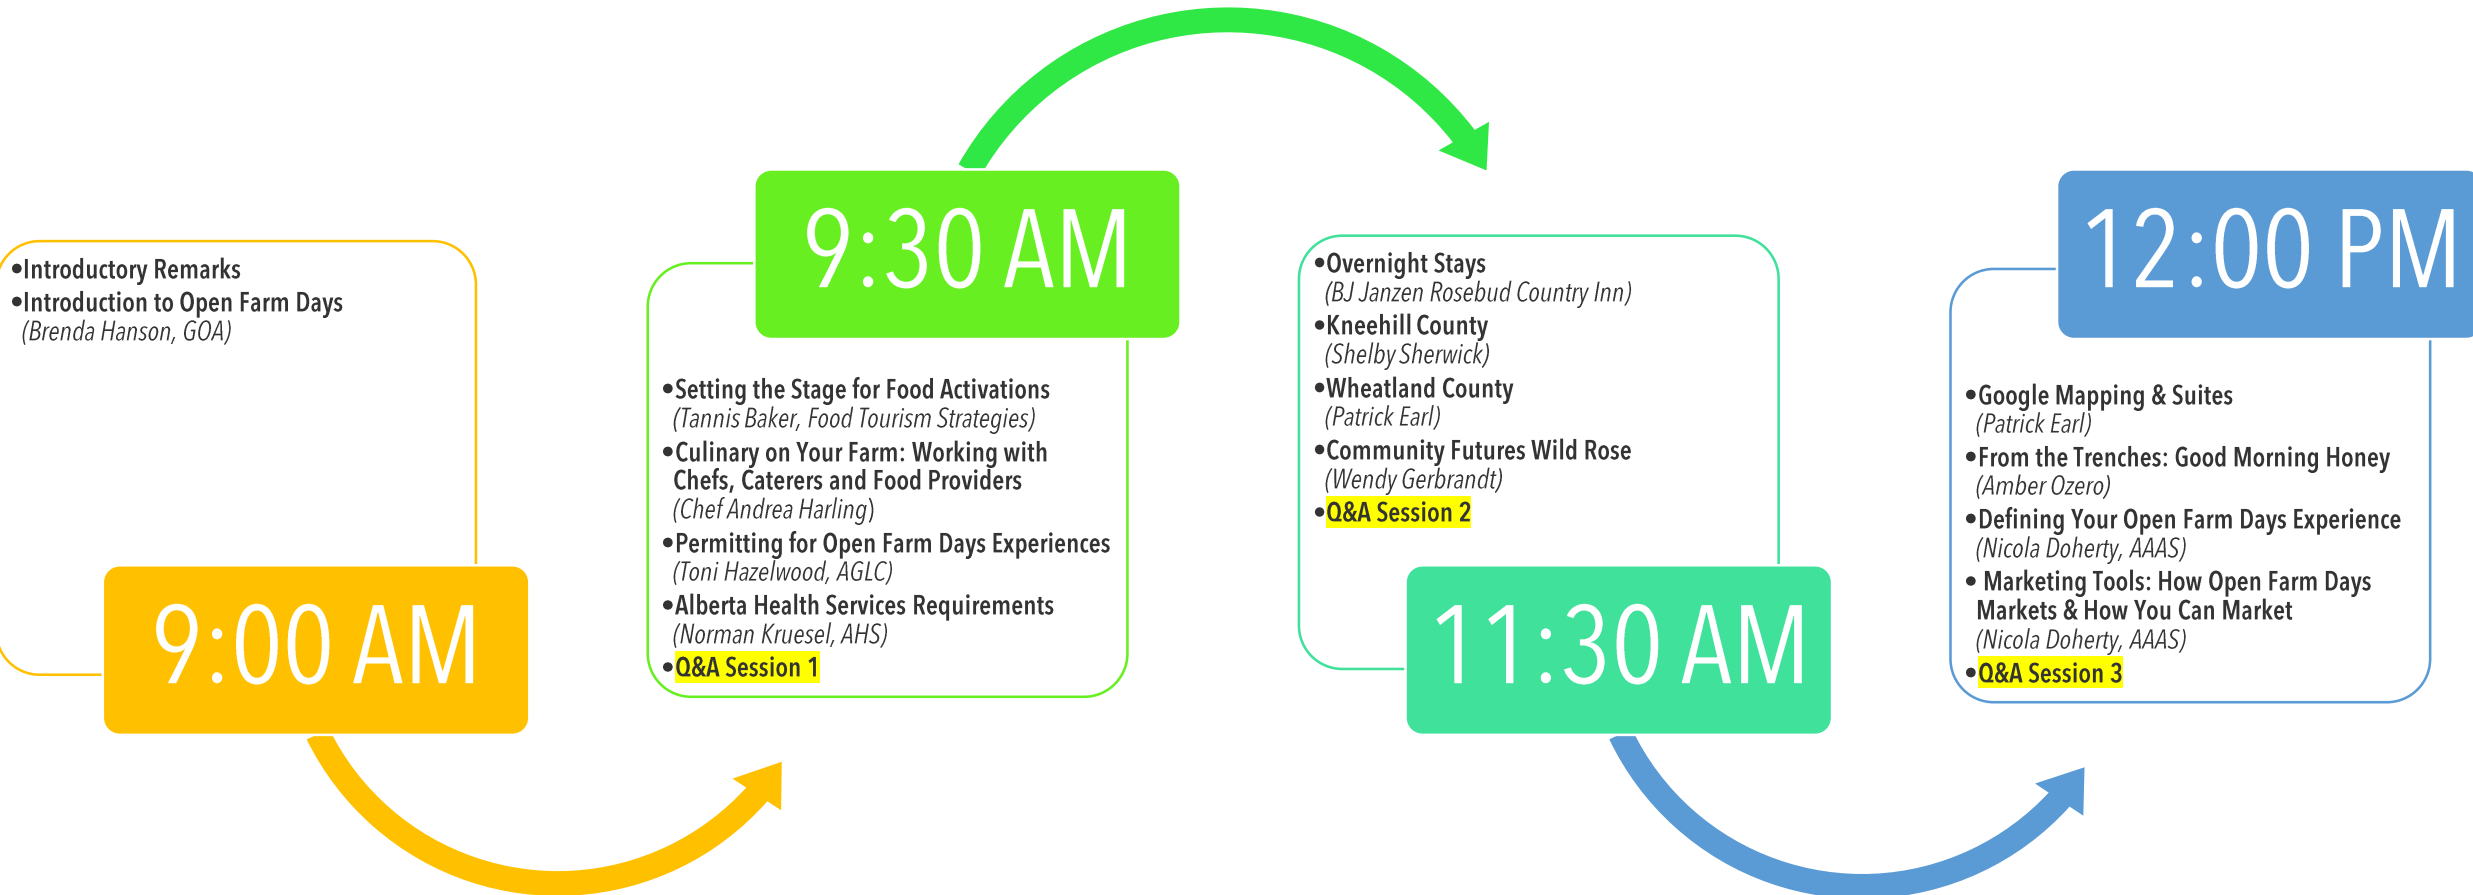 •Introductory Remarks
•Introduction to Open Farm Days
(Brenda Hanson, GOA)
9:00 AM
9:30 AM
•Setting the Stage for Food Activations
(Tannis Baker, Food Tourism Strategies)
•Culinary on Your Farm: Working with
Chefs, Caterers and Food Providers
(Chef Andrea Harling)
•Permitting for Open Farm Days Experiences
(Toni Hazelwood, AGLC)
•Alberta Health Services Requirements
(Norman Kruesel, AHS)
•Q&A Session 1
•Overnight Stays
(BJ Janzen Rosebud Country Inn)
•Kneehill County
(Shelby Sherwick)
•Wheatland County
(Patrick Earl)
•Community Futures Wild Rose
(Wendy Gerbrandt)
•Q&A Session 2
11:30 AM
12:00 PM
•Google Mapping & Suites
(Patrick Earl)
•From the Trenches: Good Morning Honey
(Amber Ozero)
•Defining Your Open Farm Days Experience
(Nicola Doherty, AAAS)
• Marketing Tools: How Open Farm Days
Markets & How You Can Market
(Nicola Doherty, AAAS)
•Q&A Session 3